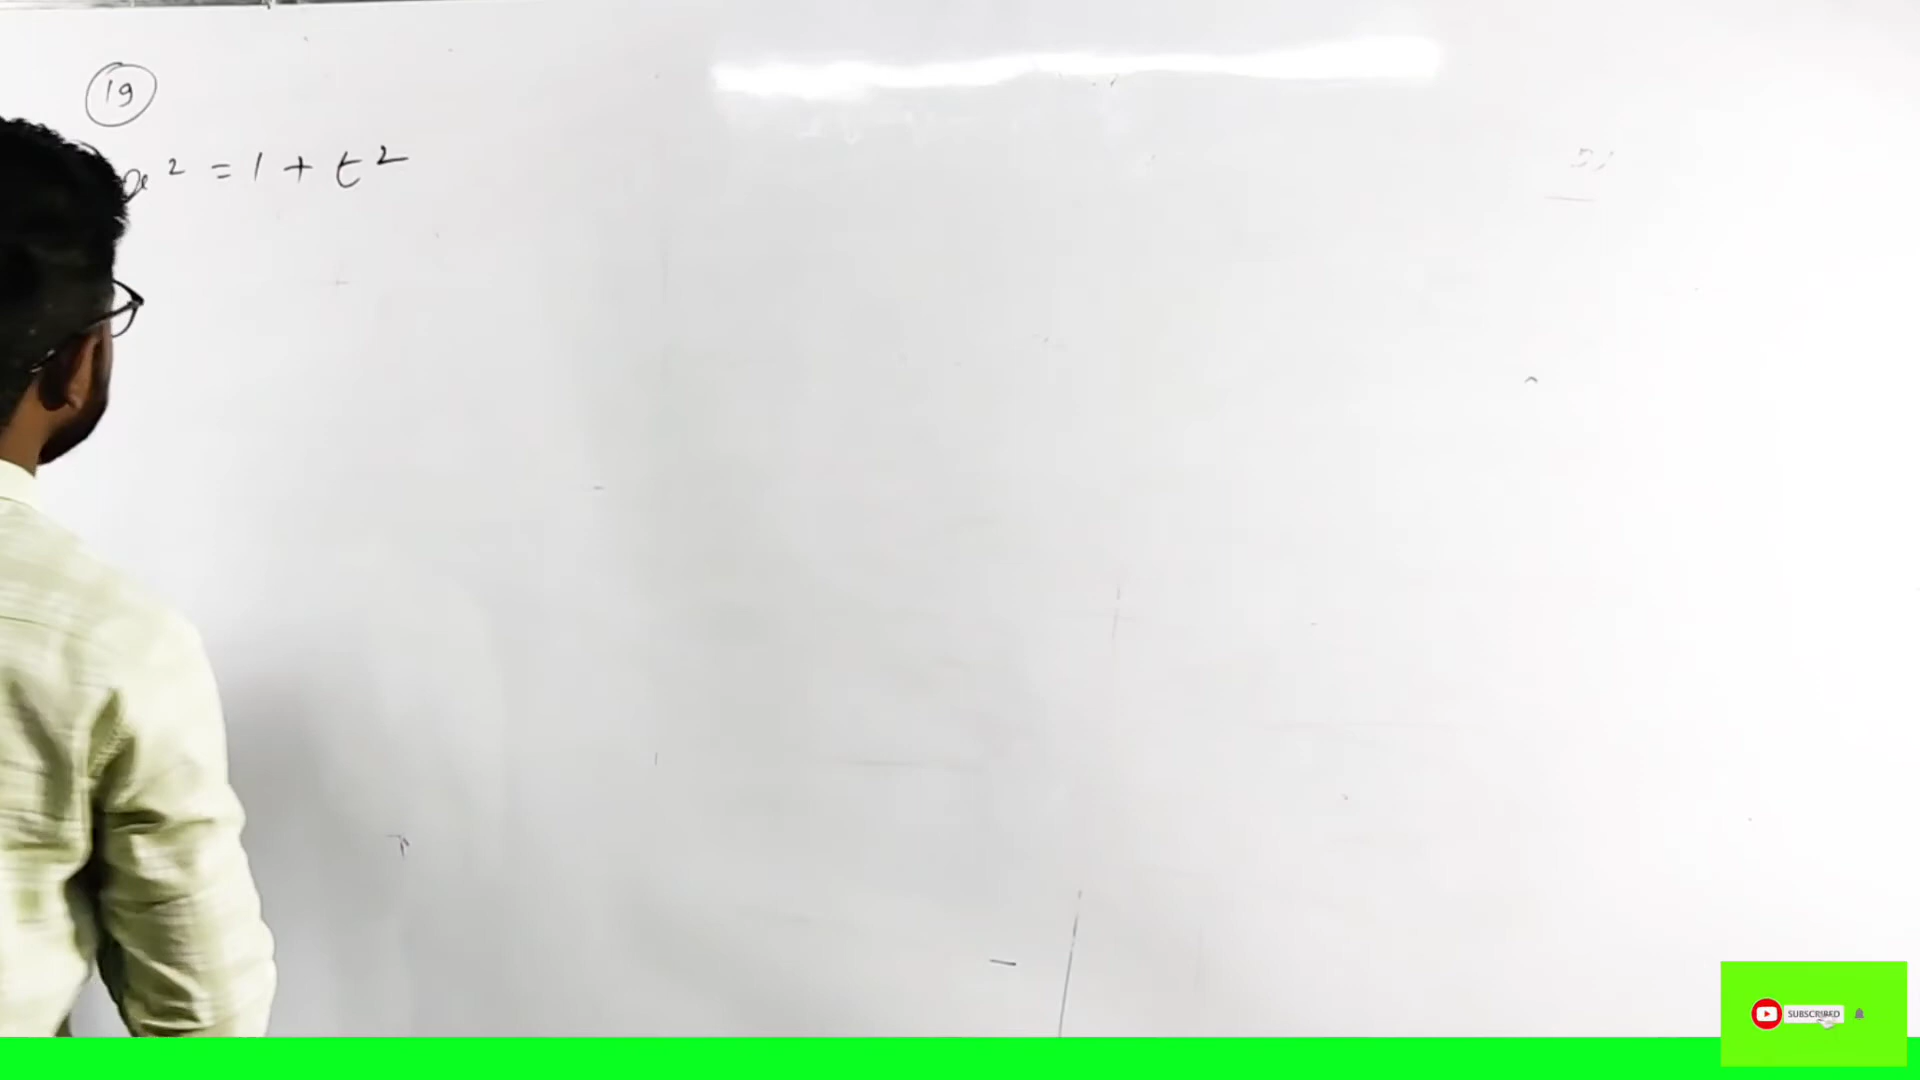 19
x² = 1 + t²
SUBSCRIBED